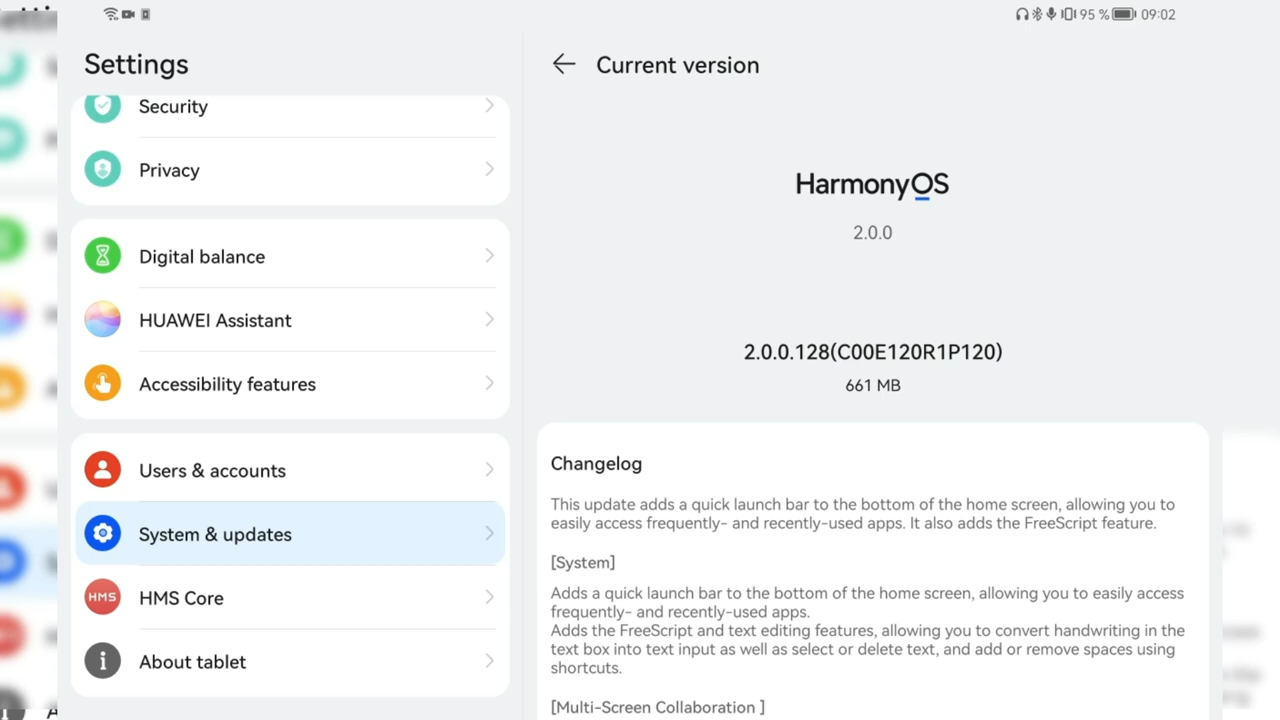 95 % 09:02
Settings
Security
Privacy
Digital balance
HUAWEI Assistant
Accessibility features
Users & accounts
System & updates
HMS
HMS Core
About tablet
Current version
HarmonyOS
2.0.0
2.0.0.128(C00E120R1P120)
661 MB
Changelog
This update adds a quick launch bar to the bottom of the home screen, allowing you to
easily access frequently- and recently-used apps. It also adds the FreeScript feature.
[System]
Adds a quick launch bar to the bottom of the home screen, allowing you to easily access
frequently- and recently-used apps.
Adds the FreeScript and text editing features, allowing you to convert handwriting in the
text box into text input as well as select or delete text, and add or remove spaces using
shortcuts.
[Multi-Screen Collaboration ]